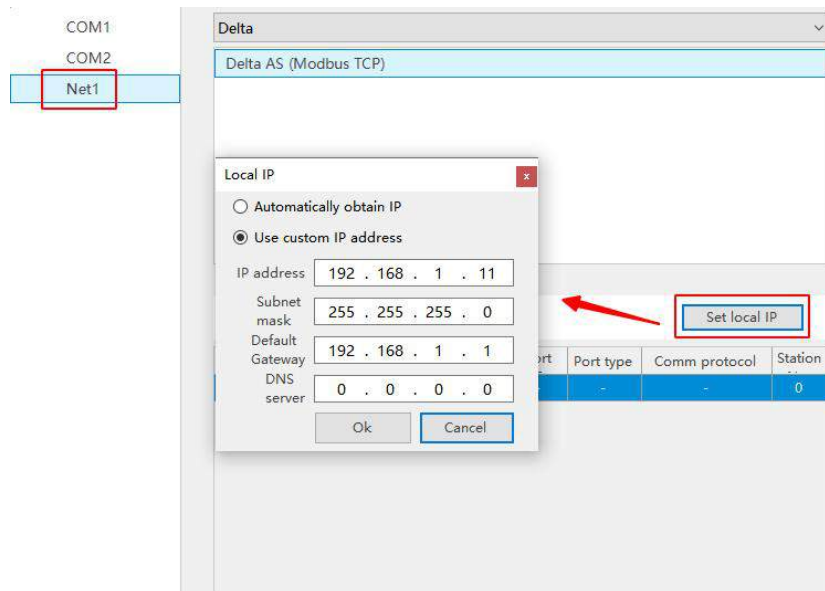 COM1
COM2
Net1
Delta
Delta AS (Modbus TCP)
Local IP
x
Automatically obtain IP
Use custom IP address
IP address 192 . 168 . 1 . 11
Subnet
mask 255 . 255 . 255 . 0
Default
Gateway 192 . 168 . 1 . 1
DNS
server 0 . 0 . 0 . 0
Ok Cancel
Set local IP
Port type Comm protocol Station
- - 0